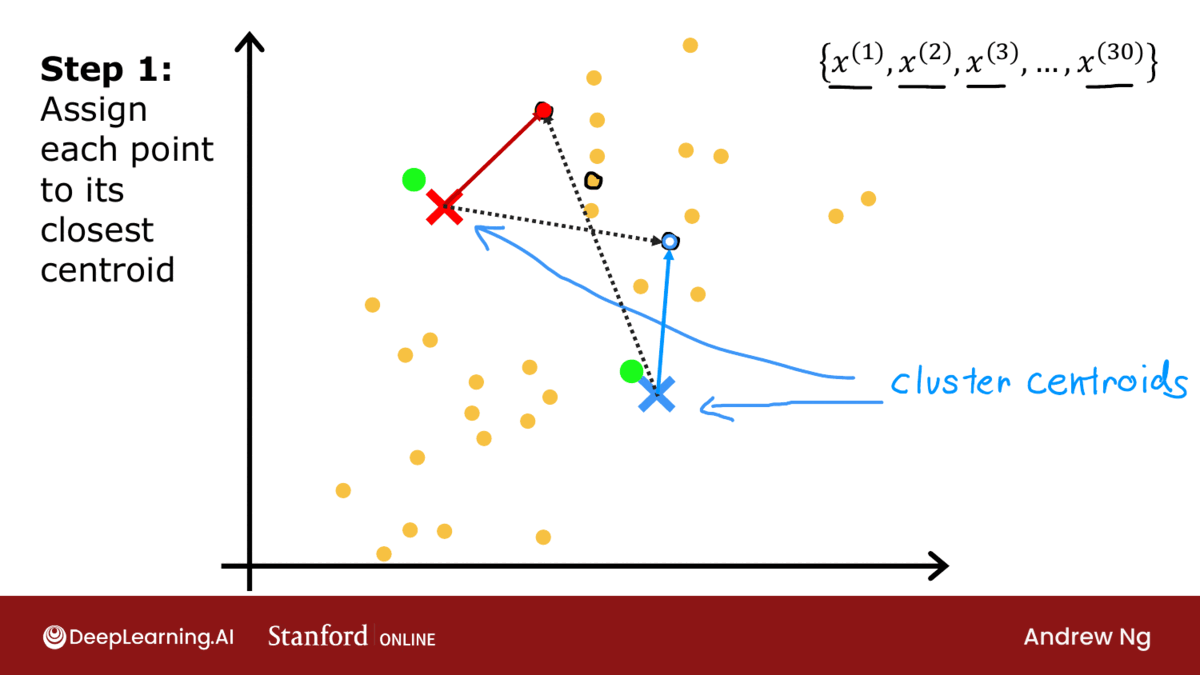 Step 1:
Assign
each point
to its
closest
centroid
{x^(1), x^(2), x^(3), ..., x^(30)}
cluster centroids
DeepLearning.AI
Stanford ONLINE
Andrew Ng